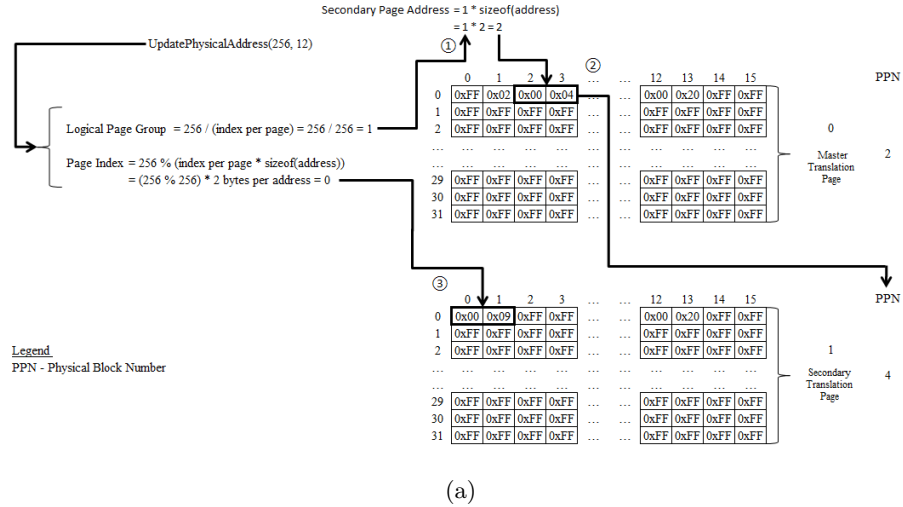 Secondary Page Address = 1 * sizeof(address)
= 1 * 2 = 2
UpdatePhysicalAddress(256, 12)
①
②
0 1 2 3 ... ... 12 13 14 15 PPN
0 0xFF 0x02 0x00 0x04 ... ... 0x00 0x20 0xFF 0xFF
1 0xFF 0xFF 0xFF 0xFF ... ... 0xFF 0xFF 0xFF 0xFF
Logical Page Group = 256 / (index per page) = 256 / 256 = 1
2 0xFF 0xFF 0xFF 0xFF ... ... 0xFF 0xFF 0xFF 0xFF
0
... ... ... ... ... ... ... ... ... ... ...
Master
Translation
Page
2
Page Index = 256 % (index per page * sizeof(address))
= (256 % 256) * 2 bytes per address = 0
29 0xFF 0xFF 0xFF 0xFF ... ... 0xFF 0xFF 0xFF 0xFF
30 0xFF 0xFF 0xFF 0xFF ... ... 0xFF 0xFF 0xFF 0xFF
31 0xFF 0xFF 0xFF 0xFF ... ... 0xFF 0xFF 0xFF 0xFF
③
0 1 2 3 ... ... 12 13 14 15 PPN
0 0x00 0x09 0xFF 0xFF ... ... 0x00 0x20 0xFF 0xFF
1 0xFF 0xFF 0xFF 0xFF ... ... 0xFF 0xFF 0xFF 0xFF
2 0xFF 0xFF 0xFF 0xFF ... ... 0xFF 0xFF 0xFF 0xFF
1
... ... ... ... ... ... ... ... ... ... ...
Secondary
Translation
Page
4
... ... ... ... ... ... ... ... ... ... ...
29 0xFF 0xFF 0xFF 0xFF ... ... 0xFF 0xFF 0xFF 0xFF
30 0xFF 0xFF 0xFF 0xFF ... ... 0xFF 0xFF 0xFF 0xFF
31 0xFF 0xFF 0xFF 0xFF ... ... 0xFF 0xFF 0xFF 0xFF
Legend
PPN - Physical Block Number
(a)